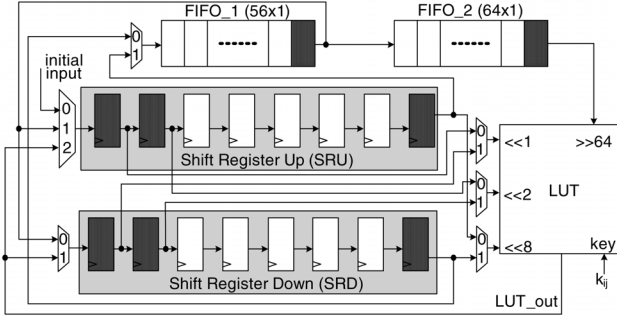 FIFO_1 (56x1)
FIFO_2 (64x1)
0
1
initial
input
0
1
2
Shift Register Up (SRU)
0
1
<<1
>>64
0
1
<<2
LUT
0
1
<<8
key
0
1
Shift Register Down (SRD)
kij
LUT_out